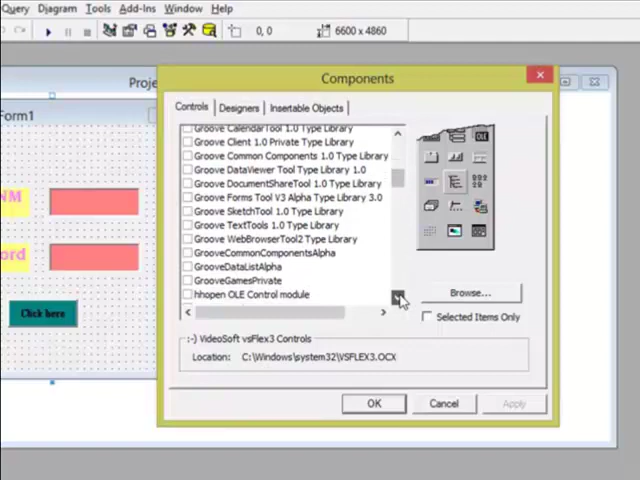 Query Diagram Tools Add-Ins Window Help
0, 0 6600 x 4860
Proje
Form1
NM
ord
Click here
Components
Controls Designers Insertable Objects
Groove CalendarTool 1.0 Type Library
Groove Client 1.0 Private Type Library
Groove Common Components 1.0 Type Library
Groove DataViewer Tool Type Library 1.0
Groove DocumentShareTool 1.0 Type Library
Groove Forms Tool V3 Alpha Type Library 3.0
Groove SketchTool 1.0 Type Library
Groove TextTools 1.0 Type Library
Groove WebBrowserTool2 Type Library
GrooveCommonComponentsAlpha
GrooveDataListAlpha
GrooveGamesPrivate
hhopen OLE Control module
OLE
Browse...
Selected Items Only
:-) VideoSoft vsFlex3 Controls
Location: C:\Windows\system32\VSFLEX3.OCX
OK Cancel Apply